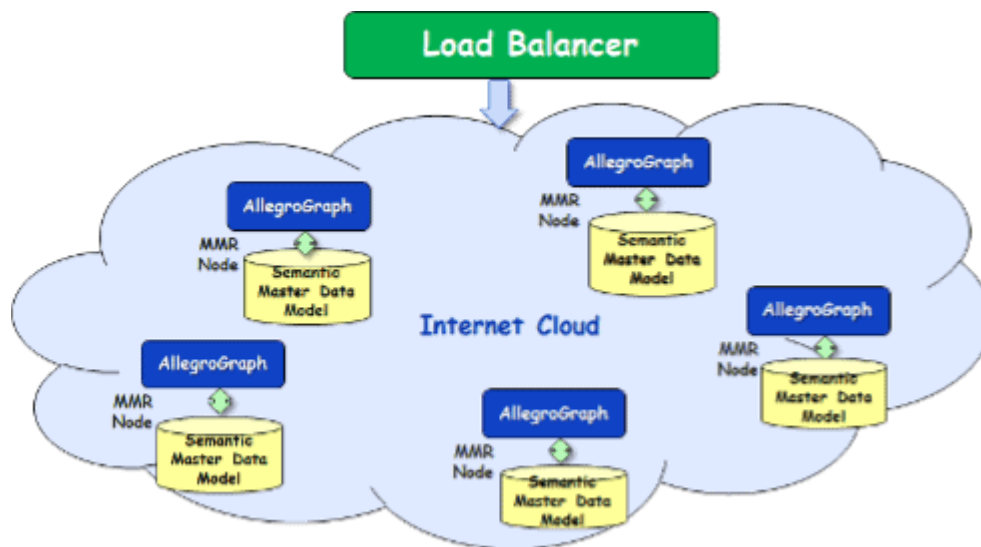 Load Balancer
AllegroGraph
MMR
Node
Semantic
Master Data
Model
AllegroGraph
MMR
Node
Semantic
Master Data
Model
Internet Cloud
AllegroGraph
MMR
Node
Semantic
Master Data
Model
AllegroGraph
MMR
Node
Semantic
Master Data
Model
AllegroGraph
MMR
Node
Semantic
Master Data
Model